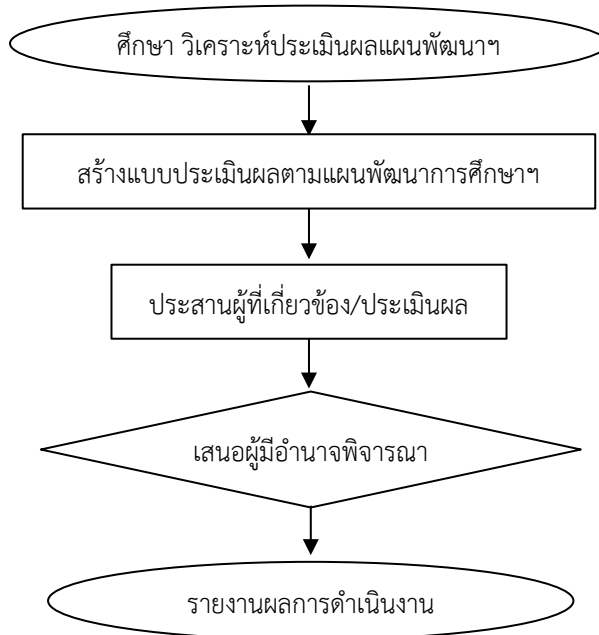 ศึกษา วิเคราะห์ประเมินผลแผนพัฒนาฯ
สร้างแบบประเมินผลตามแผนพัฒนาการศึกษาฯ
ประสานผู้ที่เกี่ยวข้อง/ประเมินผล
เสนอผู้มีอำนาจพิจารณา
รายงานผลการดำเนินงาน